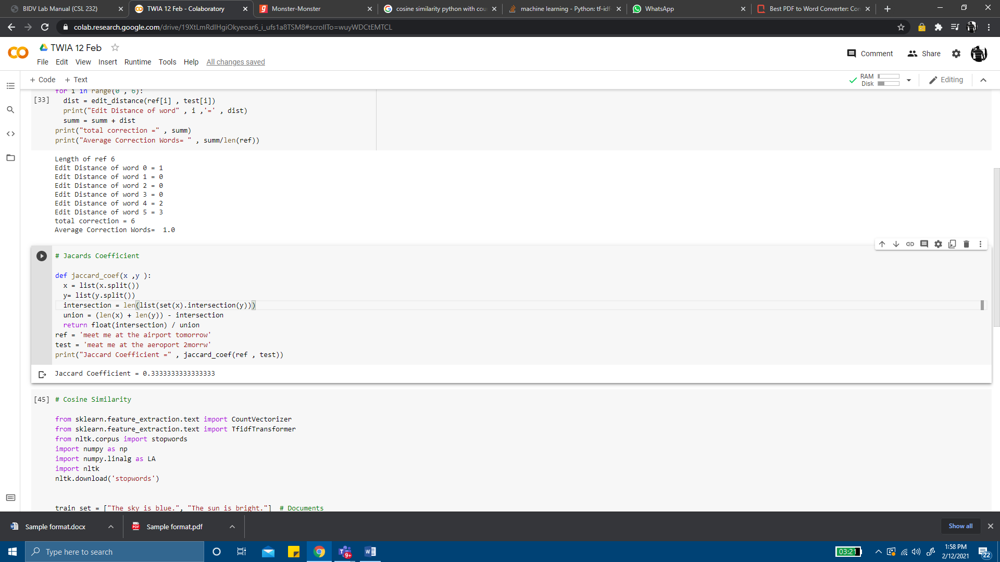 BIDV Lab Manual (CSL 232)
TWIA 12 Feb - Colaboratory
Monster-Monster
cosine similarity python with cou
machine learning - Python: tf-idf
WhatsApp
Best PDF to Word Converter: Con
colab.research.google.com/drive/19XtLmRdIHgiOkyeoar6_i_ufs1a8TSM8#scrollTo=wuyWDCtEMTCL
TWIA 12 Feb
Comment
Share
File Edit View Insert Runtime Tools Help All changes saved
+ Code + Text
RAM
Disk
Editing
for i in range(0 , 6):
[33] dist = edit_distance(ref[i] , test[i])
print("Edit Distance of word" , i ,'=' , dist)
summ = summ + dist
print("total correction =" , summ)
print("Average Correction Words= " , summ/len(ref))
Length of ref 6
Edit Distance of word 0 = 1
Edit Distance of word 1 = 0
Edit Distance of word 2 = 0
Edit Distance of word 3 = 0
Edit Distance of word 4 = 2
Edit Distance of word 5 = 3
total correction = 6
Average Correction Words=  1.0
# Jacards Coefficient
def jaccard_coef(x ,y ):
x = list(x.split())
y= list(y.split())
intersection = len(list(set(x).intersection(y)))
union = (len(x) + len(y)) - intersection
return float(intersection) / union
ref = 'meet me at the airport tomorrow'
test = 'meat me at the aeroport 2morrw'
print("Jaccard Coefficient =" , jaccard_coef(ref , test))
Jaccard Coefficient = 0.3333333333333333
[45] # Cosine Similarity
from sklearn.feature_extraction.text import CountVectorizer
from sklearn.feature_extraction.text import TfidfTransformer
from nltk.corpus import stopwords
import numpy as np
import numpy.linalg as LA
import nltk
nltk.download('stopwords')
train_set = ["The sky is blue.", "The sun is bright."]  # Documents
Sample format.docx
Sample format.pdf
Show all
Type here to search
9+
03:21
1:58 PM
2/12/2021
22